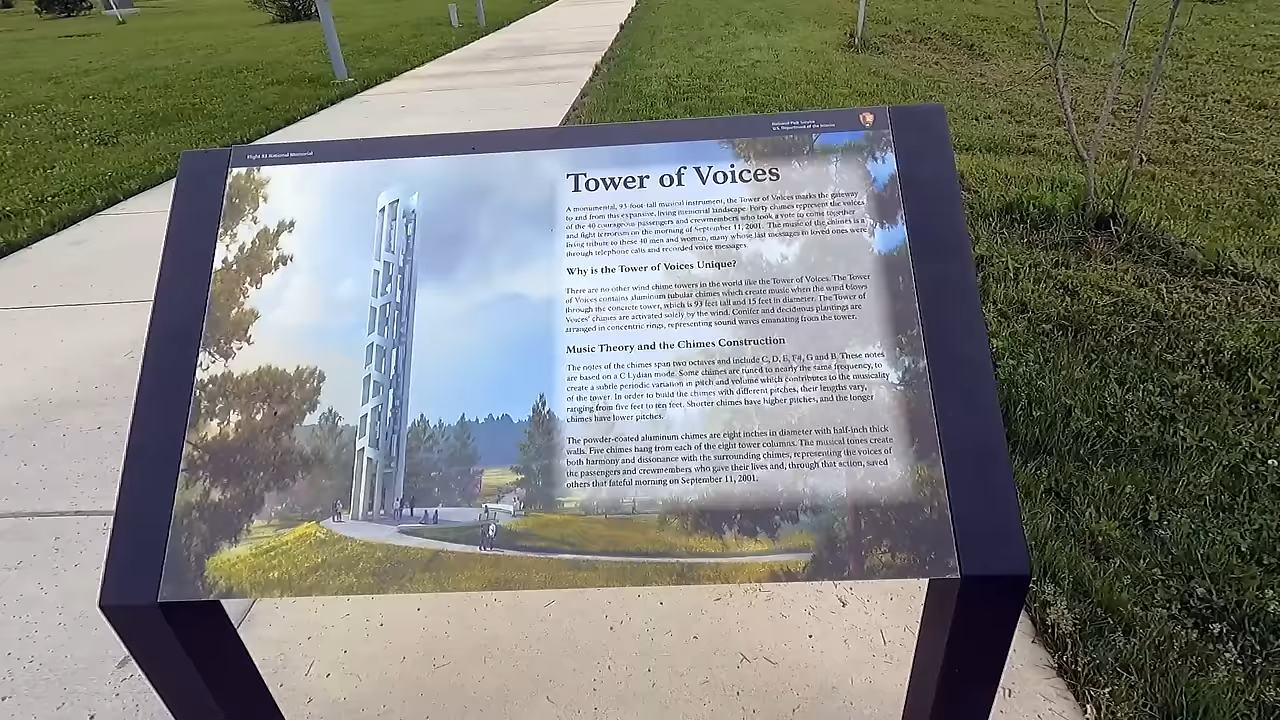 Flight 93 National Memorial
National Park Service
U.S. Department of the Interior
Tower of Voices
A monumental, 93-foot-tall musical instrument, the Tower of Voices marks the gateway
to and from this expansive, living memorial landscape. Forty chimes represent the voices
of the 40 courageous passengers and crewmembers who took a vote to come together
and fight terrorism on the morning of September 11, 2001. The music of the chimes is a
living tribute to these 40 men and women, many whose last messages to loved ones were
through telephone calls and recorded voice messages.
Why is the Tower of Voices Unique?
There are no other wind chime towers in the world like the Tower of Voices. The Tower
of Voices contains aluminum tubular chimes which create music when the wind blows
through the concrete tower, which is 93 feet tall and 15 feet in diameter. The Tower of
Voices' chimes are activated solely by the wind. Conifer and deciduous plantings are
arranged in concentric rings, representing sound waves emanating from the tower.
Music Theory and the Chimes Construction
The notes of the chimes span two octaves and include C, D, E, F#, G and B. These notes
are based on a C Lydian mode. Some chimes are tuned to nearly the same frequency, to
create a subtle periodic variation in pitch and volume which contributes to the musicality
of the tower. In order to build the chimes with different pitches, their lengths vary,
ranging from five feet to ten feet. Shorter chimes have higher pitches, and the longer
chimes have lower pitches.
The powder-coated aluminum chimes are eight inches in diameter with half-inch thick
walls. Five chimes hang from each of the eight tower columns. The musical tones create
both harmony and dissonance with the surrounding chimes, representing the voices of
the passengers and crewmembers who gave their lives and, through that action, saved
others that fateful morning on September 11, 2001.